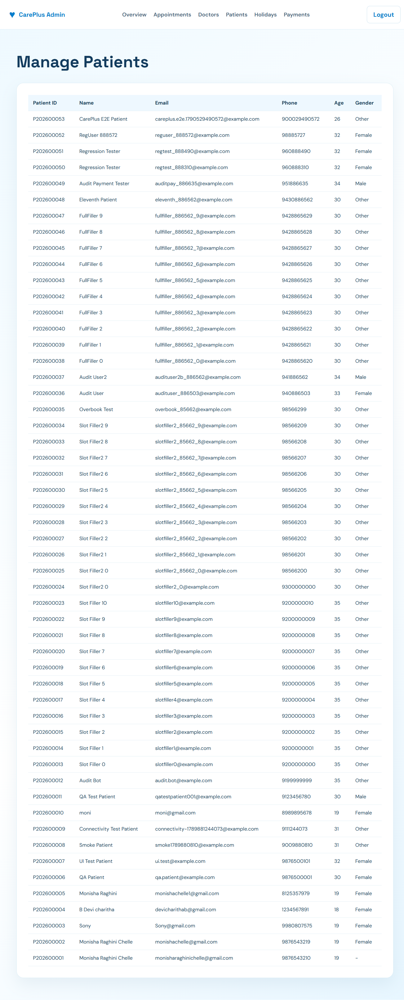 ♥ CarePlus Admin Overview Appointments Doctors Patients Holidays Payments Logout
Manage Patients
Patient ID Name Email Phone Age Gender
P202600053 CarePlus E2E Patient careplus.e2e.1790529490572@example.com 900029490572 26 Other
P202600052 RegUser 888572 reguser_888572@example.com 98885727 32 Female
P202600051 Regression Tester regtest_888490@example.com 960888490 32 Female
P202600050 Regression Tester regtest_888310@example.com 960888310 32 Female
P202600049 Audit Payment Tester auditpay_886635@example.com 951886635 34 Male
P202600048 Eleventh Patient eleventh_886562@example.com 9430886562 30 Other
P202600047 FullFiller 9 fullfiller_886562_9@example.com 9428865629 30 Other
P202600046 FullFiller 8 fullfiller_886562_8@example.com 9428865628 30 Other
P202600045 FullFiller 7 fullfiller_886562_7@example.com 9428865627 30 Other
P202600044 FullFiller 6 fullfiller_886562_6@example.com 9428865626 30 Other
P202600043 FullFiller 5 fullfiller_886562_5@example.com 9428865625 30 Other
P202600042 FullFiller 4 fullfiller_886562_4@example.com 9428865624 30 Other
P202600041 FullFiller 3 fullfiller_886562_3@example.com 9428865623 30 Other
P202600040 FullFiller 2 fullfiller_886562_2@example.com 9428865622 30 Other
P202600039 FullFiller 1 fullfiller_886562_1@example.com 9428865621 30 Other
P202600038 FullFiller 0 fullfiller_886562_0@example.com 9428865620 30 Other
P202600037 Audit User2 audituser2b_886562@example.com 941886562 34 Male
P202600036 Audit User audituser_886503@example.com 940886503 33 Female
P202600035 Overbook Test overbook_85662@example.com 98566299 30 Other
P202600034 Slot Filler2 9 slotfiller2_85662_9@example.com 98566209 30 Other
P202600033 Slot Filler2 8 slotfiller2_85662_8@example.com 98566208 30 Other
P202600032 Slot Filler2 7 slotfiller2_85662_7@example.com 98566207 30 Other
P202600031 Slot Filler2 6 slotfiller2_85662_6@example.com 98566206 30 Other
P202600030 Slot Filler2 5 slotfiller2_85662_5@example.com 98566205 30 Other
P202600029 Slot Filler2 4 slotfiller2_85662_4@example.com 98566204 30 Other
P202600028 Slot Filler2 3 slotfiller2_85662_3@example.com 98566203 30 Other
P202600027 Slot Filler2 2 slotfiller2_85662_2@example.com 98566202 30 Other
P202600026 Slot Filler2 1 slotfiller2_85662_1@example.com 98566201 30 Other
P202600025 Slot Filler2 0 slotfiller2_85662_0@example.com 98566200 30 Other
P202600024 Slot Filler2 0 slotfiller2_0@example.com 9300000000 30 Other
P202600023 Slot Filler 10 slotfiller10@example.com 9200000010 35 Other
P202600022 Slot Filler 9 slotfiller9@example.com 9200000009 35 Other
P202600021 Slot Filler 8 slotfiller8@example.com 9200000008 35 Other
P202600020 Slot Filler 7 slotfiller7@example.com 9200000007 35 Other
P202600019 Slot Filler 6 slotfiller6@example.com 9200000006 35 Other
P202600018 Slot Filler 5 slotfiller5@example.com 9200000005 35 Other
P202600017 Slot Filler 4 slotfiller4@example.com 9200000004 35 Other
P202600016 Slot Filler 3 slotfiller3@example.com 9200000003 35 Other
P202600015 Slot Filler 2 slotfiller2@example.com 9200000002 35 Other
P202600014 Slot Filler 1 slotfiller1@example.com 9200000001 35 Other
P202600013 Slot Filler 0 slotfiller0@example.com 9200000000 35 Other
P202600012 Audit Bot audit.bot@example.com 9199999999 35 Other
P202600011 QA Test Patient qatestpatient001@example.com 9123456780 30 Male
P202600010 moni moni@gmail.com 8989895678 19 Female
P202600009 Connectivity Test Patient connectivity-1789881244073@example.com 9111244073 31 Other
P202600008 Smoke Patient smoke1789880810@example.com 9009880810 31 Other
P202600007 UI Test Patient ui.test@example.com 9876500101 32 Female
P202600006 QA Patient qa.patient@example.com 9876500001 30 Female
P202600005 Monisha Raghini monishachelle1@gmail.com 8125357979 19 Female
P202600004 B Devi charitha devicharithab@gmail.com 1234567891 18 Female
P202600003 Sony Sony@gmail.com 9980807575 19 Female
P202600002 Monisha Raghini Chelle monishachelle@gmail.com 9876543219 19 Female
P202600001 Monisha Raghini Chelle monisharaghinichelle@gmail.com 9876543210 19 -